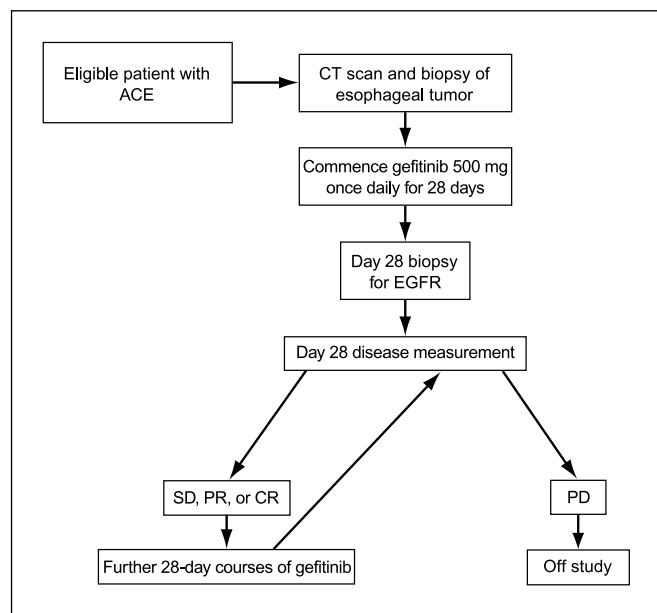 Eligible patient with
ACE
CT scan and biopsy of
esophageal tumor
Commence gefitinib 500 mg
once daily for 28 days
Day 28 biopsy
for EGFR
Day 28 disease measurement
SD, PR, or CR
PD
Further 28-day courses of gefitinib
Off study